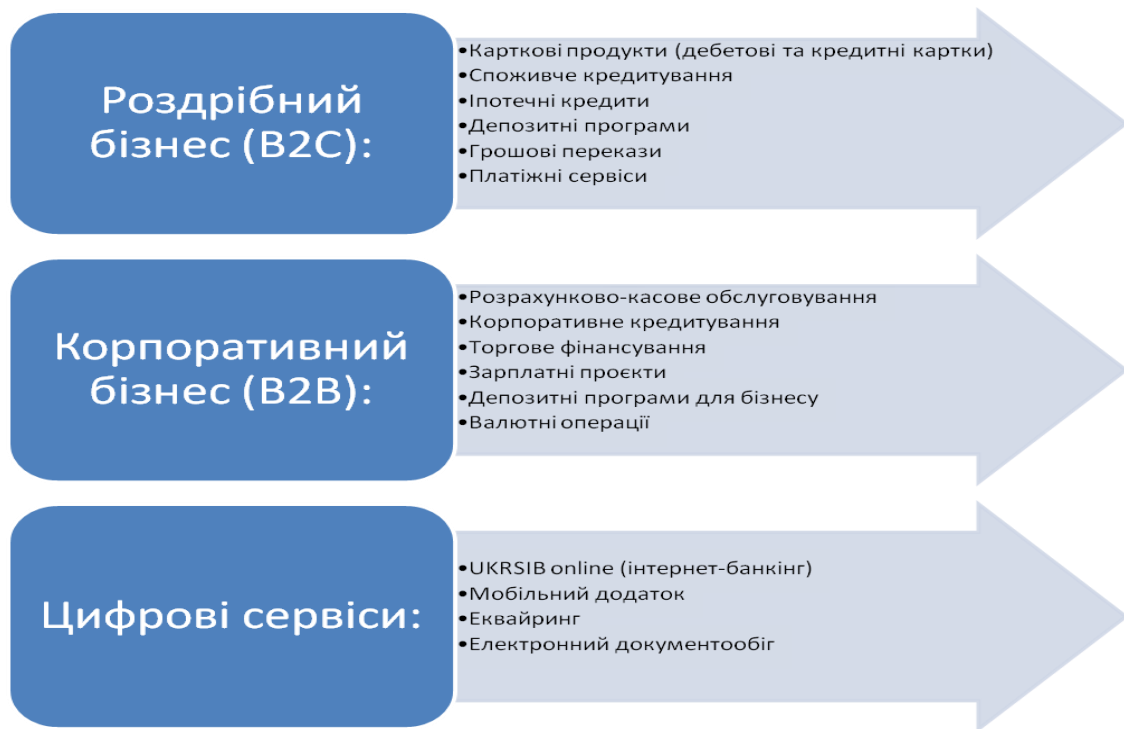 Роздрібний
бізнес (B2C):
•Карткові продукти (дебетові та кредитні картки)
•Споживче кредитування
•Іпотечні кредити
•Депозитні програми
•Грошові перекази
•Платіжні сервіси
Корпоративний
бізнес (B2B):
•Розрахунково-касове обслуговування
•Корпоративне кредитування
•Торгове фінансування
•Зарплатні проєкти
•Депозитні програми для бізнесу
•Валютні операції
Цифрові сервіси:
•UKRSIB online (інтернет-банкінг)
•Мобільний додаток
•Еквайринг
•Електронний документообіг